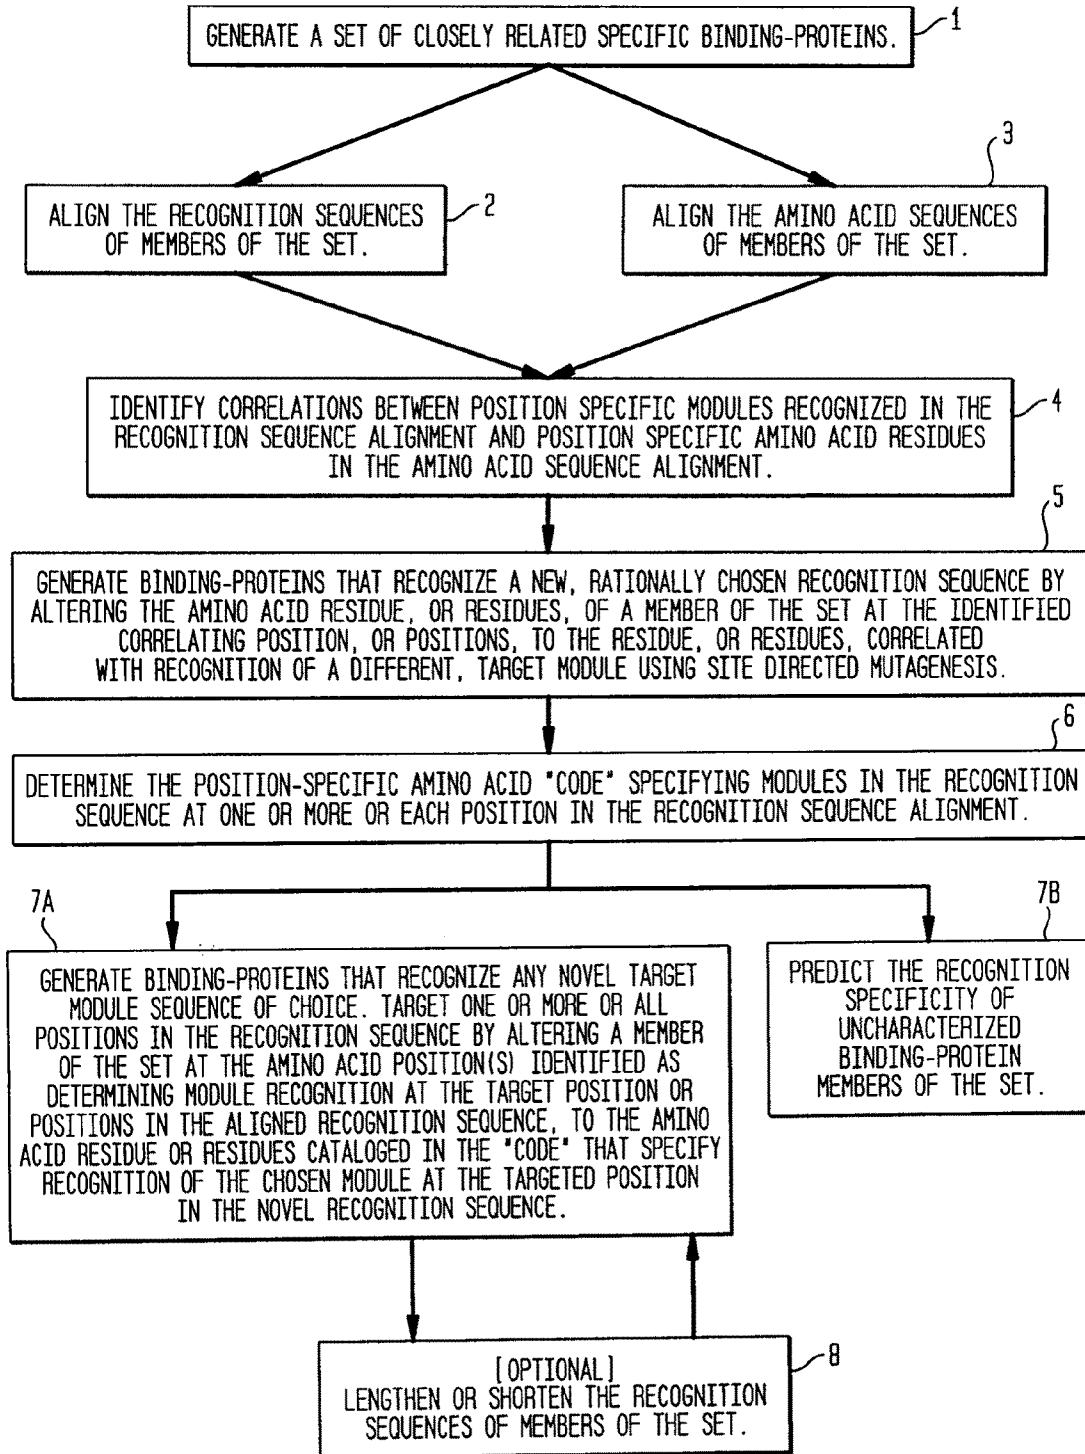 GENERATE A SET OF CLOSELY RELATED SPECIFIC BINDING-PROTEINS.
1
3
2
ALIGN THE RECOGNITION SEQUENCES
OF MEMBERS OF THE SET.
ALIGN THE AMINO ACID SEQUENCES
OF MEMBERS OF THE SET.
4
IDENTIFY CORRELATIONS BETWEEN POSITION SPECIFIC MODULES RECOGNIZED IN THE
RECOGNITION SEQUENCE ALIGNMENT AND POSITION SPECIFIC AMINO ACID RESIDUES
IN THE AMINO ACID SEQUENCE ALIGNMENT.
5
GENERATE BINDING-PROTEINS THAT RECOGNIZE A NEW, RATIONALLY CHOSEN RECOGNITION SEQUENCE BY
ALTERING THE AMINO ACID RESIDUE, OR RESIDUES, OF A MEMBER OF THE SET AT THE IDENTIFIED
CORRELATING POSITION, OR POSITIONS, TO THE RESIDUE, OR RESIDUES, CORRELATED
WITH RECOGNITION OF A DIFFERENT, TARGET MODULE USING SITE DIRECTED MUTAGENESIS.
6
DETERMINE THE POSITION-SPECIFIC AMINO ACID "CODE" SPECIFYING MODULES IN THE RECOGNITION
SEQUENCE AT ONE OR MORE OR EACH POSITION IN THE RECOGNITION SEQUENCE ALIGNMENT.
7A
GENERATE BINDING-PROTEINS THAT RECOGNIZE ANY NOVEL TARGET
MODULE SEQUENCE OF CHOICE. TARGET ONE OR MORE OR ALL
POSITIONS IN THE RECOGNITION SEQUENCE BY ALTERING A MEMBER
OF THE SET AT THE AMINO ACID POSITION(S) IDENTIFIED AS
DETERMINING MODULE RECOGNITION AT THE TARGET POSITION OR
POSITIONS IN THE ALIGNED RECOGNITION SEQUENCE, TO THE AMINO
ACID RESIDUE OR RESIDUES CATALOGED IN THE "CODE" THAT SPECIFY
RECOGNITION OF THE CHOSEN MODULE AT THE TARGETED POSITION
IN THE NOVEL RECOGNITION SEQUENCE.
7B
PREDICT THE RECOGNITION
SPECIFICITY OF
UNCHARACTERIZED
BINDING-PROTEIN
MEMBERS OF THE SET.
8
[OPTIONAL]
LENGTHEN OR SHORTEN THE RECOGNITION
SEQUENCES OF MEMBERS OF THE SET.